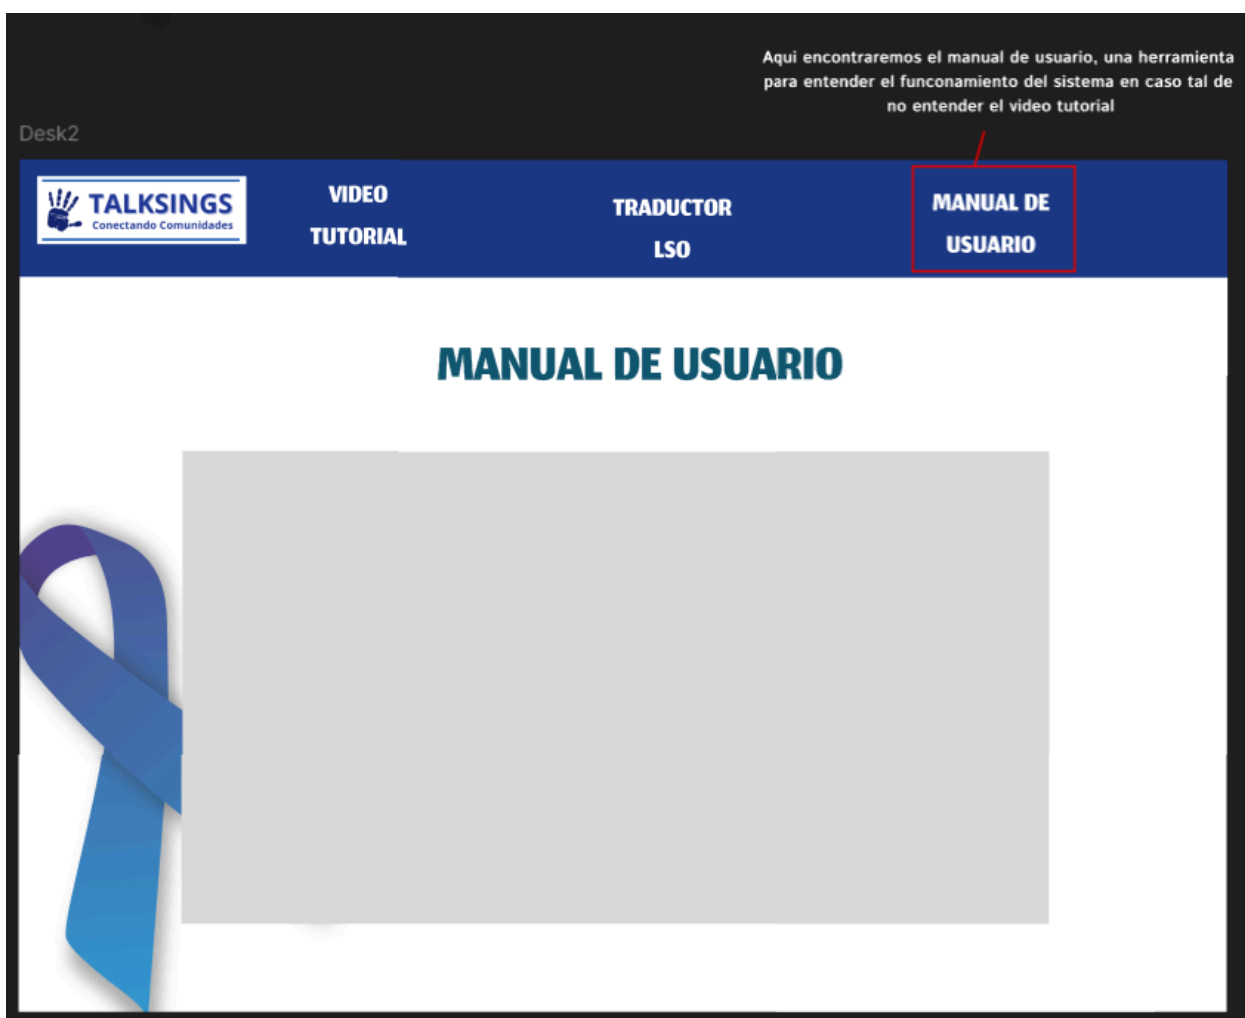 Aqui encontraremos el manual de usuario, una herramienta
para entender el funconamiento del sistema en caso tal de
no entender el video tutorial
Desk2
TALKSINGS
Conectando Comunidades
VIDEO
TUTORIAL
TRADUCTOR
LSO
MANUAL DE
USUARIO
MANUAL DE USUARIO